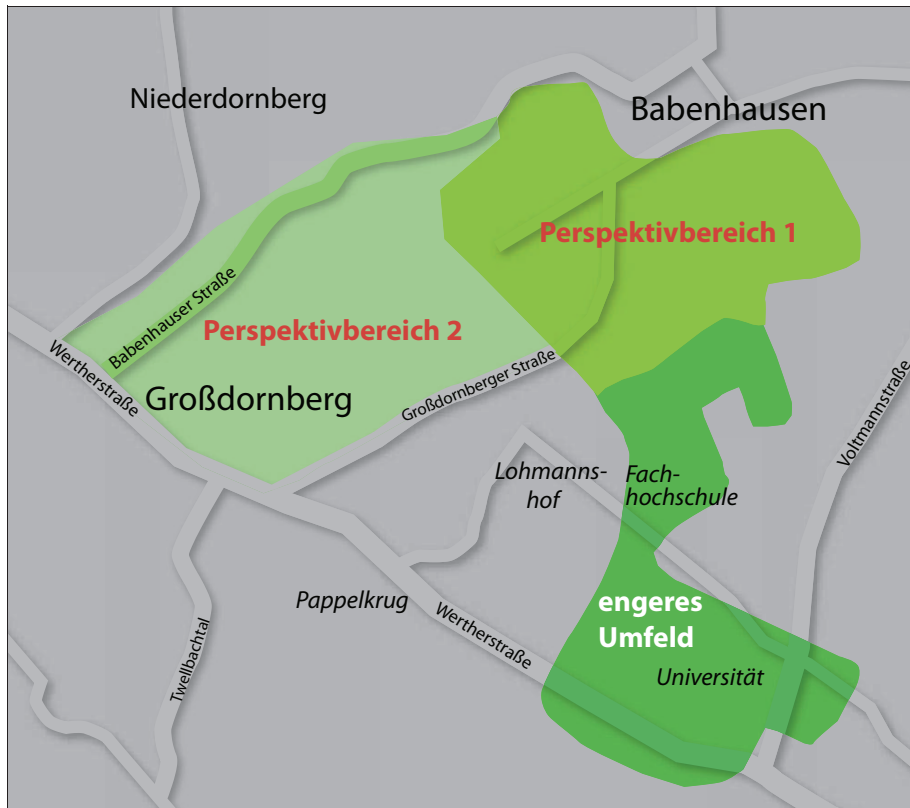 Niederdornberg
Babenhausen
Perspektivbereich 1
Babenhauser Straße
Perspektivbereich 2
Wertherstraße
Großdornberg
Großdornberger Straße
Voltmannstraße
Lohmanns-
hof
Fach-
hochschule
Pappelkrug
Wertherstraße
engeres
Umfeld
Twellbachtal
Universität